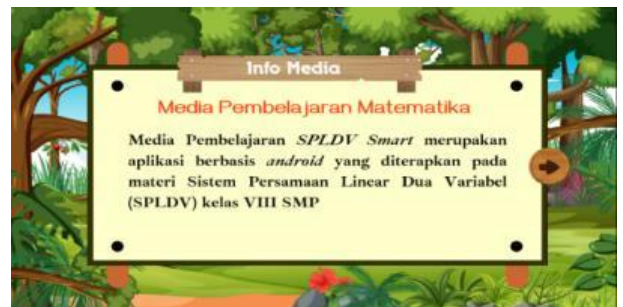 Info Media
Media Pembelajaran Matematika
Media Pembelajaran SPLDV Smart merupakan
aplikasi berbasis android yang diterapkan pada
materi Sistem Persamaan Linear Dua Variabel
(SPLDV) kelas VIII SMP